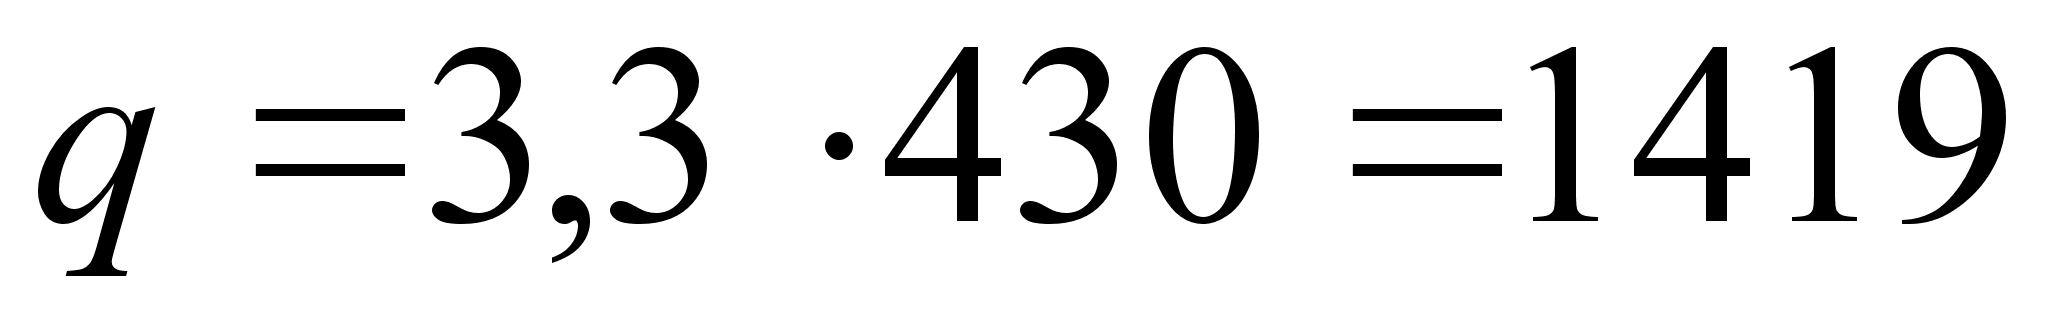 q = 3,3 · 430 = 1419